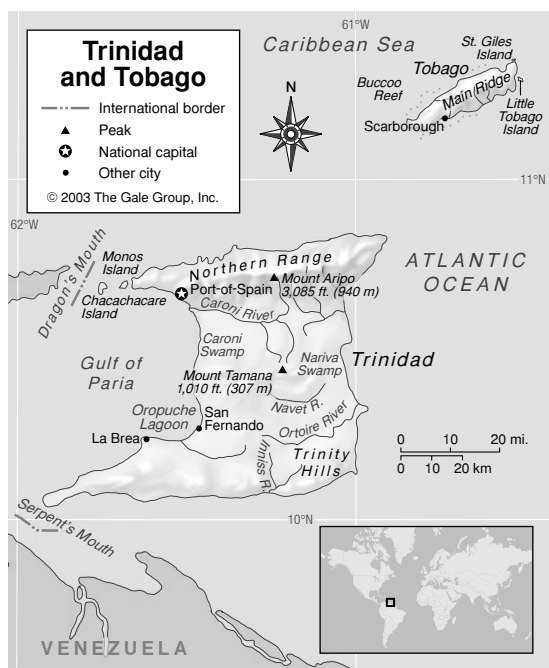 Trinidad
and Tobago
International border
Peak
National capital
Other city
© 2003 The Gale Group, Inc.
61°W
Caribbean Sea
St. Giles
Island
Tobago
Buccoo
Reef
Main Ridge
Little
Tobago
Island
Scarborough
N
11°N
62°W
Dragon's Mouth
Monos
Island
Chacachacare
Island
Northern Range
Port-of-Spain
Mount Aripo
3,085 ft. (940 m)
ATLANTIC
OCEAN
Caroni River
Caroni
Swamp
Gulf of
Paria
Nariva
Swamp
Trinidad
Mount Tamana
1,010 ft. (307 m)
Navet R.
Oropuche
Lagoon
San
Fernando
Ortoire River
La Brea
Inniss R.
Trinity
Hills
0 10 20 mi.
0 10 20 km
Serpent's Mouth
10°N
VENEZUELA